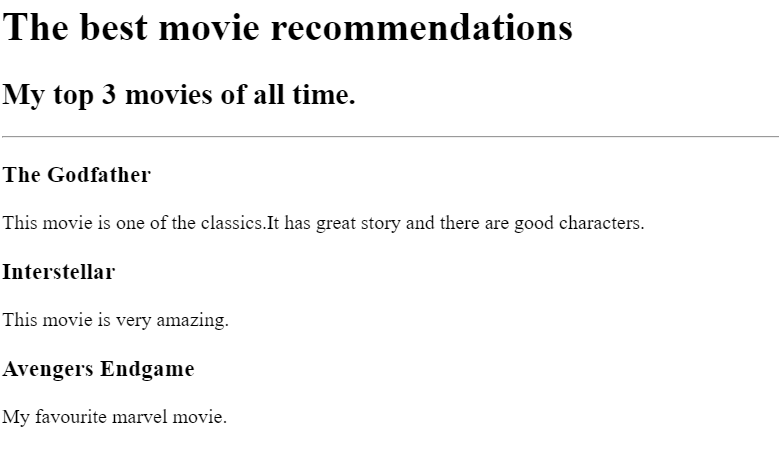 The best movie recommendations
My top 3 movies of all time.
The Godfather
This movie is one of the classics.It has great story and there are good characters.
Interstellar
This movie is very amazing.
Avengers Endgame
My favourite marvel movie.